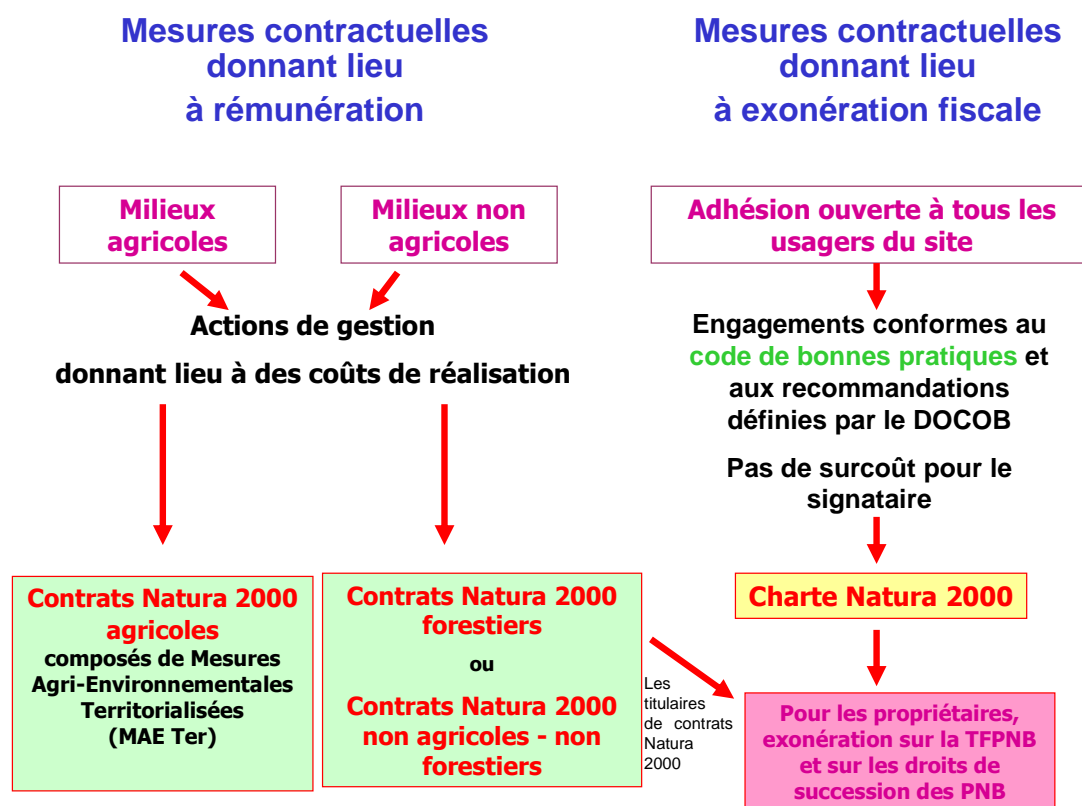 Mesures contractuelles
donnant lieu
à rémunération
Mesures contractuelles
donnant lieu
à exonération fiscale
Milieux
agricoles
Milieux non
agricoles
Adhésion ouverte à tous les
usagers du site
Actions de gestion
donnant lieu à des coûts de réalisation
Engagements conformes au
code de bonnes pratiques et
aux recommandations
définies par le DOCOB
Pas de surcoût pour le
signataire
Contrats Natura 2000
agricoles
composés de Mesures
Agri-Environnementales
Territorialisées
(MAE Ter)
Contrats Natura 2000
forestiers
ou
Contrats Natura 2000
non agricoles - non
forestiers
Les
titulaires
de contrats
Natura
2000
Charte Natura 2000
Pour les propriétaires,
exonération sur la TFPNB
et sur les droits de
succession des PNB